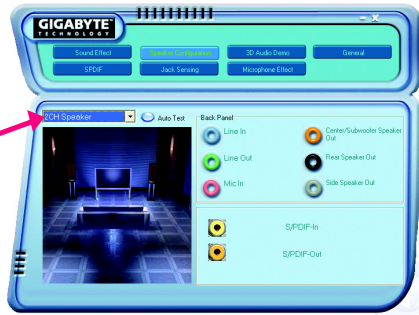 GIGABYTE™
TECHNOLOGY
Sound Effect
Speaker Configuration
3D Audio Demo
General
SPDIF
Jack Sensing
Microphone Effect
2CH Speaker
Auto Test
Back Panel
Line In
Center/Subwoofer Speaker
Out
Line Out
Rear Speaker Out
Mic In
Side Speaker Out
S/PDIF-In
S/PDIF-Out